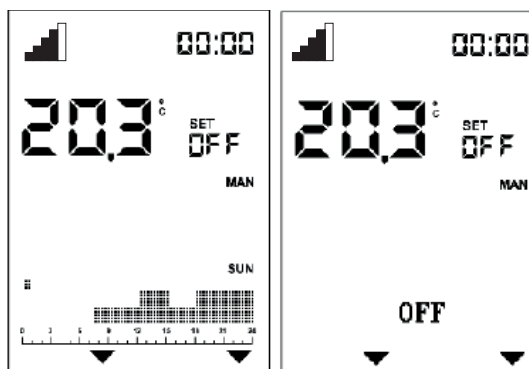 00:00
20.3 °C
SET
OFF
MAN
SUN
0 3 6 9 12 15 18 21 24
00:00
20.3 °C
SET
OFF
MAN
OFF